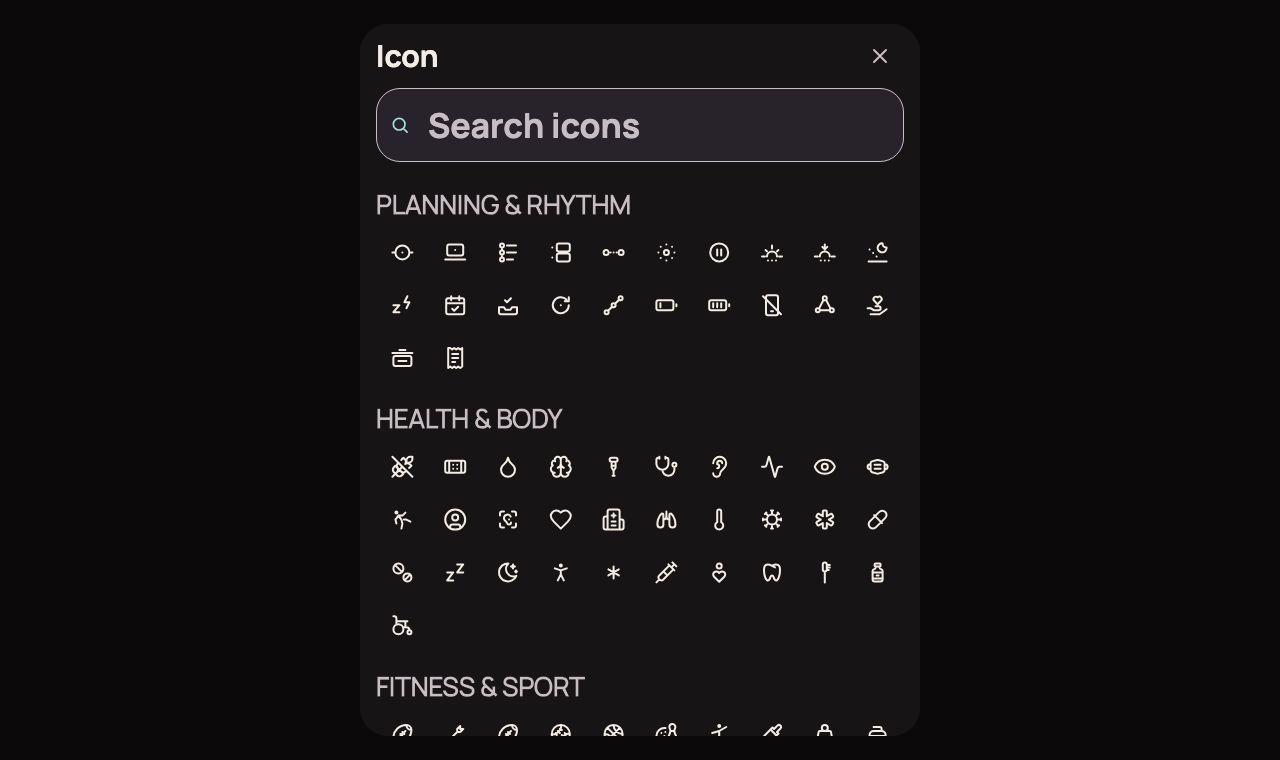 Icon
Search icons
PLANNING & RHYTHM
HEALTH & BODY
FITNESS & SPORT